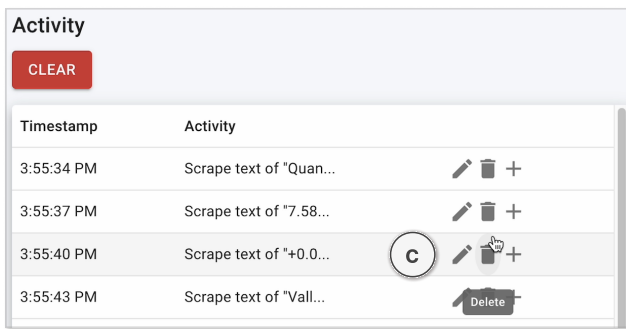 Activity
CLEAR
Timestamp Activity
3:55:34 PM Scrape text of "Quan...
3:55:37 PM Scrape text of "7.58...
3:55:40 PM Scrape text of "+0.0... C
3:55:43 PM Scrape text of "Vall...
Delete